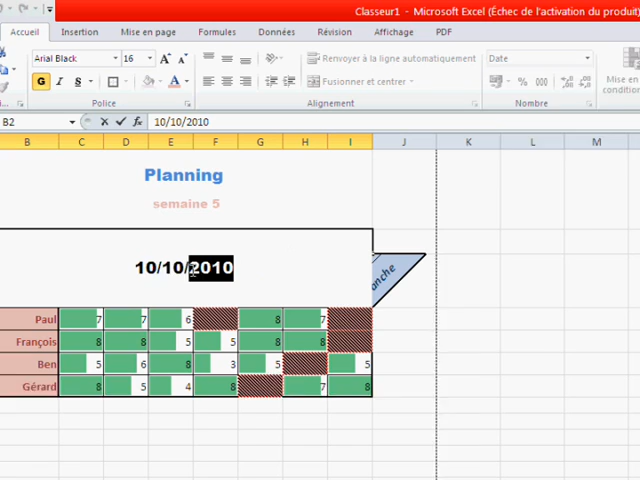 Classeur1 - Microsoft Excel (Échec de l'activation du produit)
Accueil Insertion Mise en page Formules Données Révision Affichage PDF
Arial Black 16 A A Renvoyer à la ligne automatiquement Date
G I S A Fusionner et centrer % 000 Mise en
Police Alignement Nombre
B2 10/10/2010
B C D E F G H I J K L M
Planning
semaine 5
10/10/2010
anche
Paul 7 7 6 8 7
François 8 8 5 5 8 8
Ben 5 6 8 3 5 5
Gérard 8 5 4 8 7 8